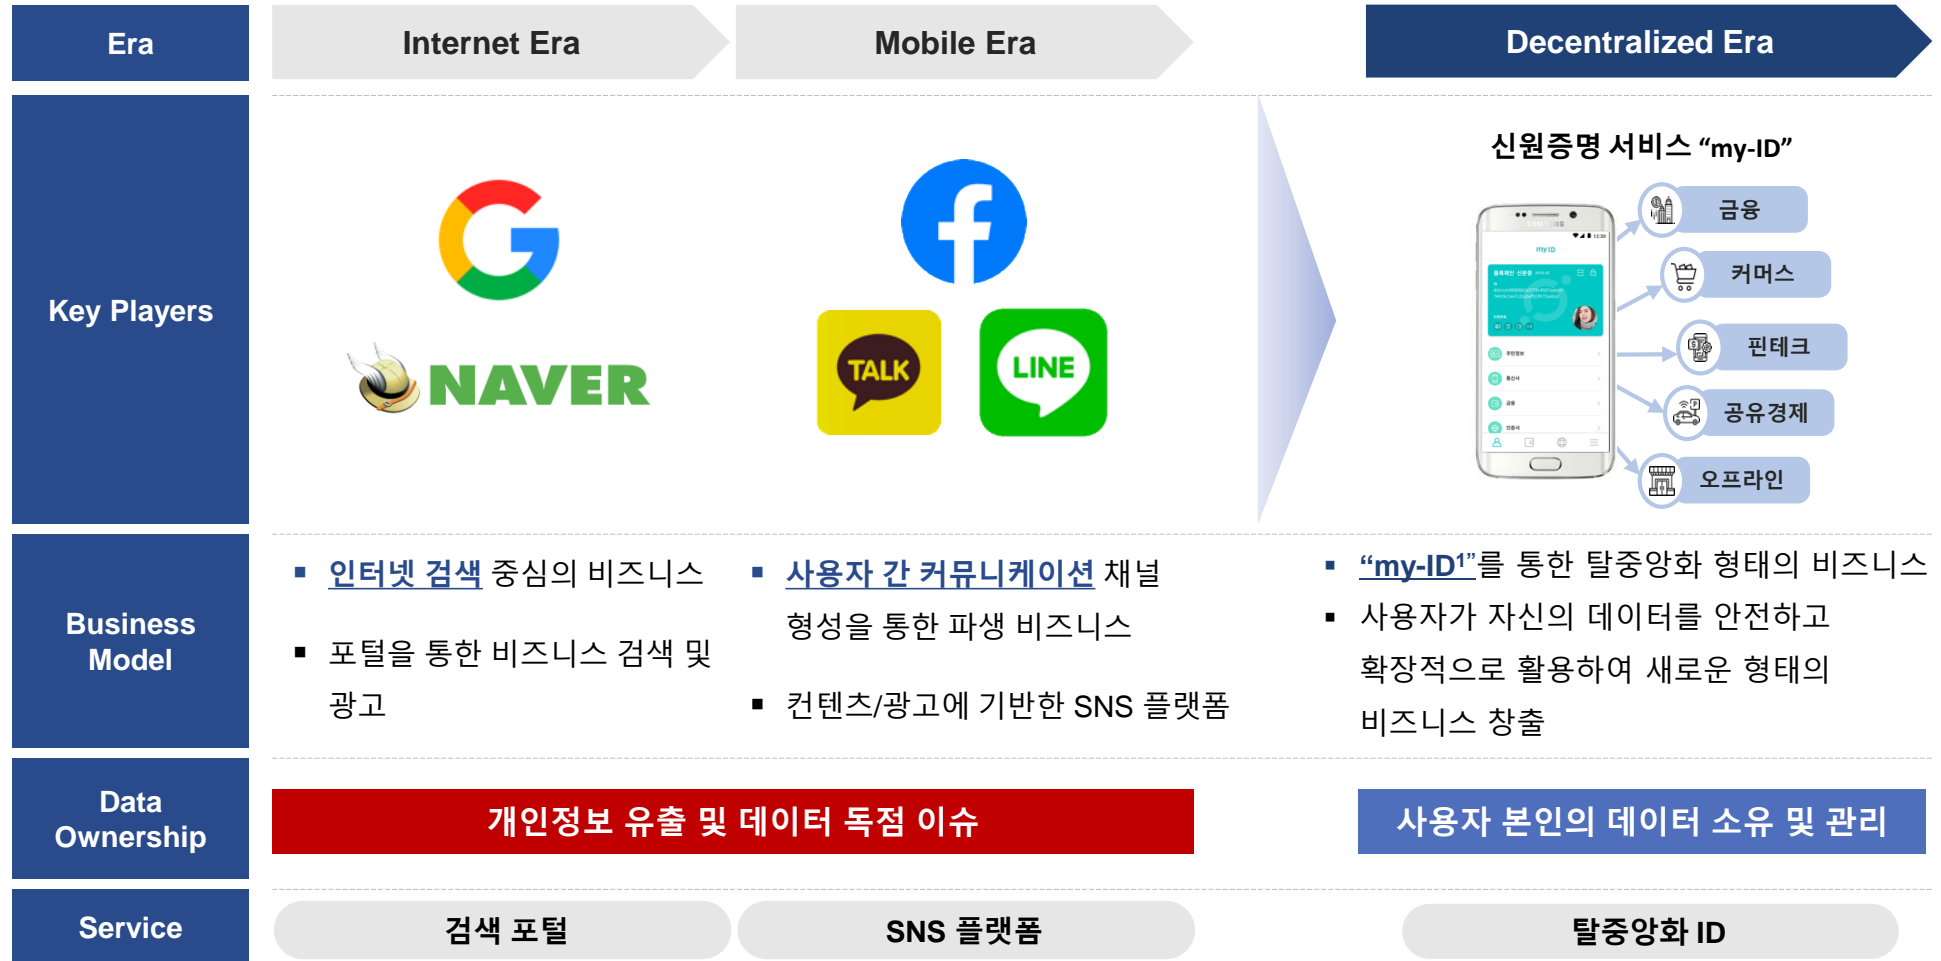 Era
Internet Era
Mobile Era
Decentralized Era
Key Players
NAVER
TALK
LINE
신원증명 서비스 “my-ID”
my ID
금융
커머스
핀테크
공유경제
오프라인
Business
Model
▪ 인터넷 검색 중심의 비즈니스
▪ 포털을 통한 비즈니스 검색 및
광고
▪ 사용자 간 커뮤니케이션 채널
형성을 통한 파생 비즈니스
▪ 컨텐츠/광고에 기반한 SNS 플랫폼
▪ “my-ID¹”를 통한 탈중앙화 형태의 비즈니스
▪ 사용자가 자신의 데이터를 안전하고
확장적으로 활용하여 새로운 형태의
비즈니스 창출
Data
Ownership
개인정보 유출 및 데이터 독점 이슈
사용자 본인의 데이터 소유 및 관리
Service
검색 포털
SNS 플랫폼
탈중앙화 ID